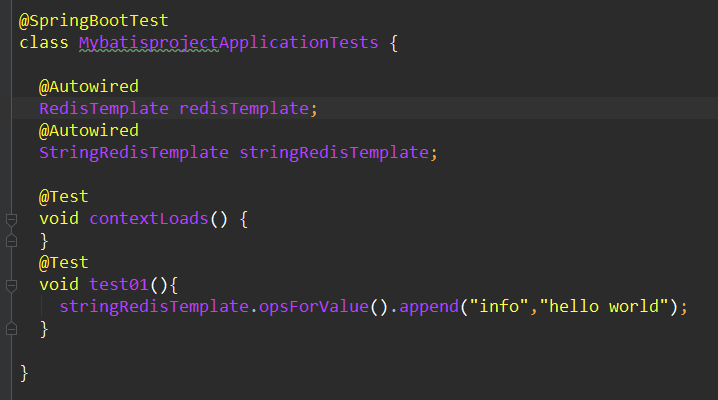 @SpringBootTest
class MybatisprojectApplicationTests {
@Autowired
RedisTemplate redisTemplate;
@Autowired
StringRedisTemplate stringRedisTemplate;
@Test
void contextLoads() {
}
@Test
void test01(){
stringRedisTemplate.opsForValue().append("info","hello world");
}
}